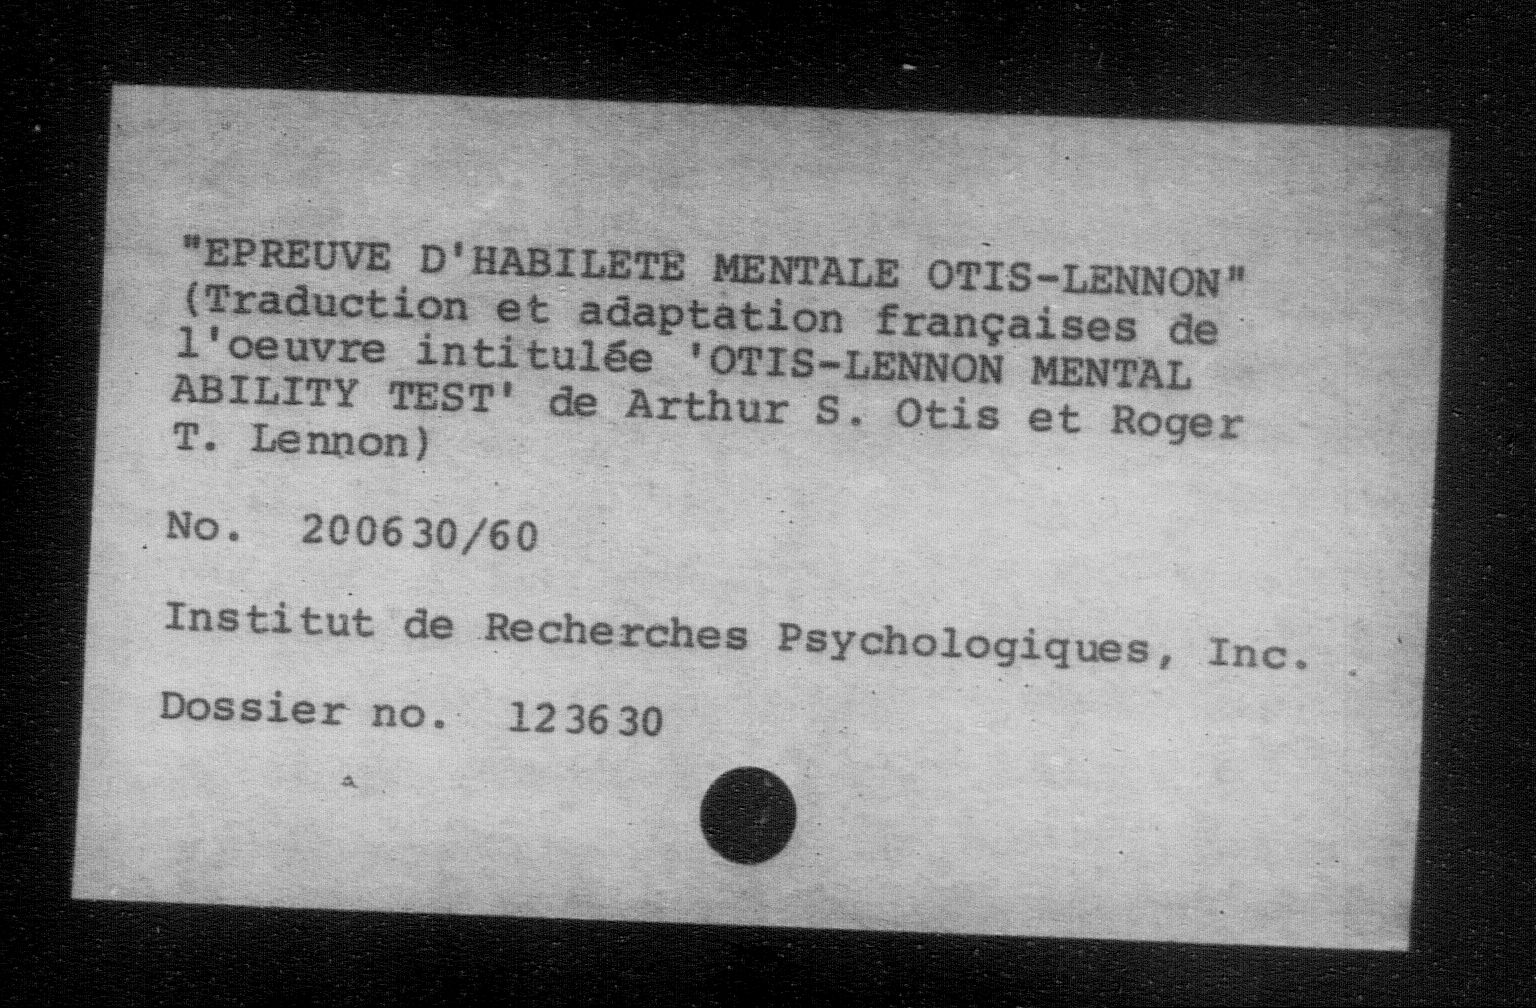 "EPREUVE D'HABILETE MENTALE OTIS-LENNON"
(Traduction et adaptation françaises de
l'oeuvre intitulée 'OTIS-LENNON MENTAL
ABILITY TEST' de Arthur S. Otis et Roger
T. Lennon)
No. 200630/60
Institut de Recherches Psychologiques, Inc.
Dossier no. 123630